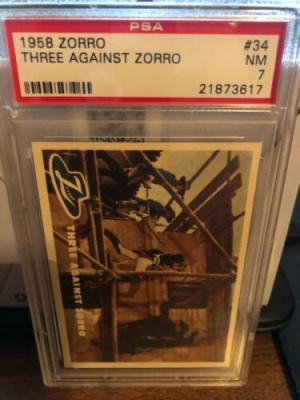 PSA
1958 ZORRO
#34
THREE AGAINST ZORRO
NM
7
21873617
Z
THREE AGAINST ZORRO